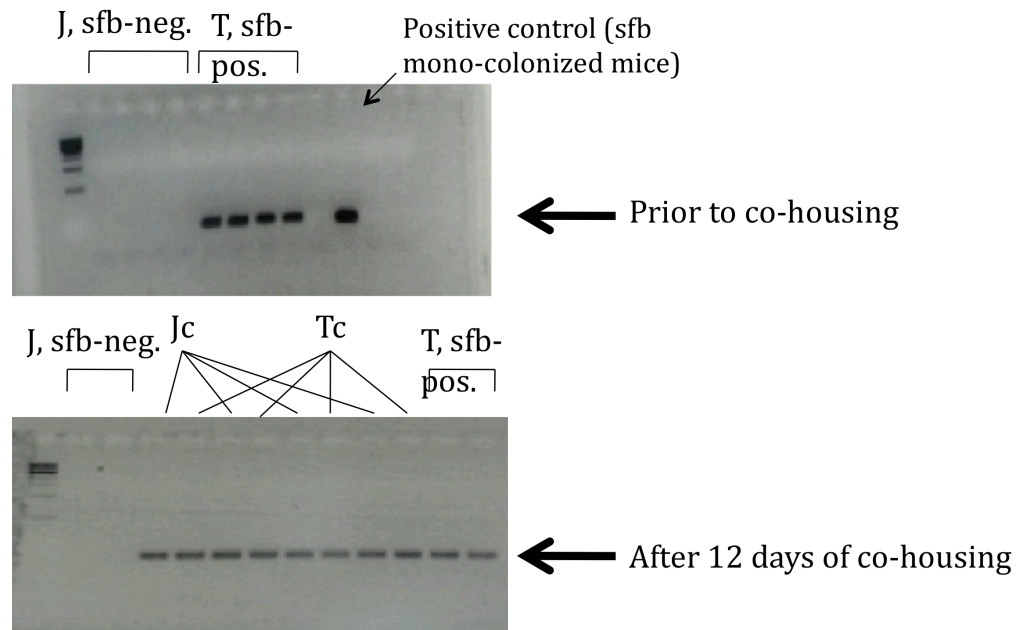 J, sfb-neg.
T, sfb-
pos.
Positive control (sfb
mono-colonized mice)
Prior to co-housing
J, sfb-neg.
Jc
Tc
T, sfb-
pos.
After 12 days of co-housing